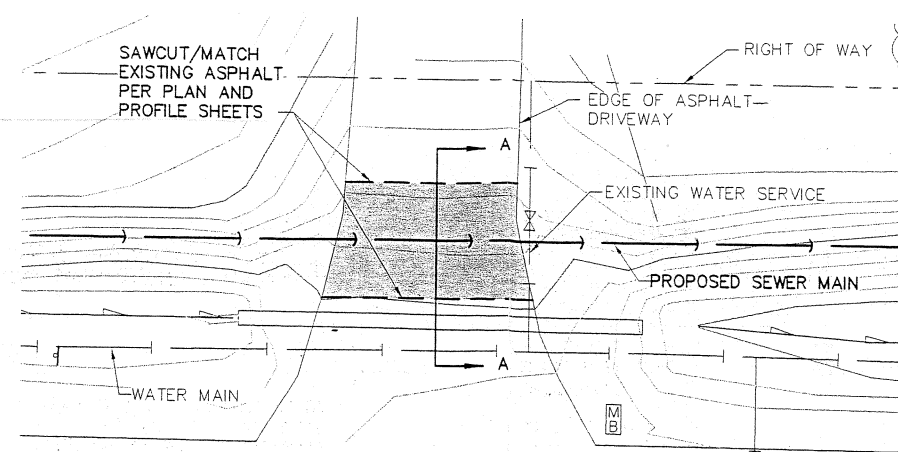 SAWCUT/MATCH
EXISTING ASPHALT
PER PLAN AND
PROFILE SHEETS
RIGHT OF WAY
EDGE OF ASPHALT
DRIVEWAY
A
EXISTING WATER SERVICE
PROPOSED SEWER MAIN
A
WATER MAIN
M
B